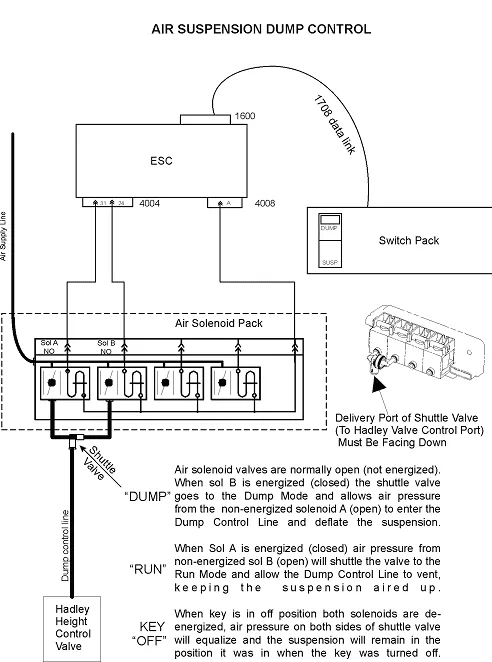 AIR SUSPENSION DUMP CONTROL
1600
1708 data link
ESC
31 24
4004
A
4008
DUMP
SUSP
Switch Pack
Air Supply Line
Air Solenoid Pack
Sol A
NO
Sol B
NO
Delivery Port of Shuttle Valve
(To Hadley Valve Control Port)
Must Be Facing Down
Shuttle
Valve
Dump control line
Hadley
Height
Control
Valve
"DUMP"
Air solenoid valves are normally open (not energized).
When sol B is energized (closed) the shuttle valve
goes to the Dump Mode and allows air pressure
from the non-energized solenoid A (open) to enter the
Dump Control Line and deflate the suspension.
"RUN"
When Sol A is energized (closed) air pressure from
non-energized sol B (open) will shuttle the valve to the
Run Mode and allow the Dump Control Line to vent,
keeping the suspension aired up.
KEY
"OFF"
When key is in off position both solenoids are de-
energized, air pressure on both sides of shuttle valve
will equalize and the suspension will remain in the
position it was in when the key was turned off.